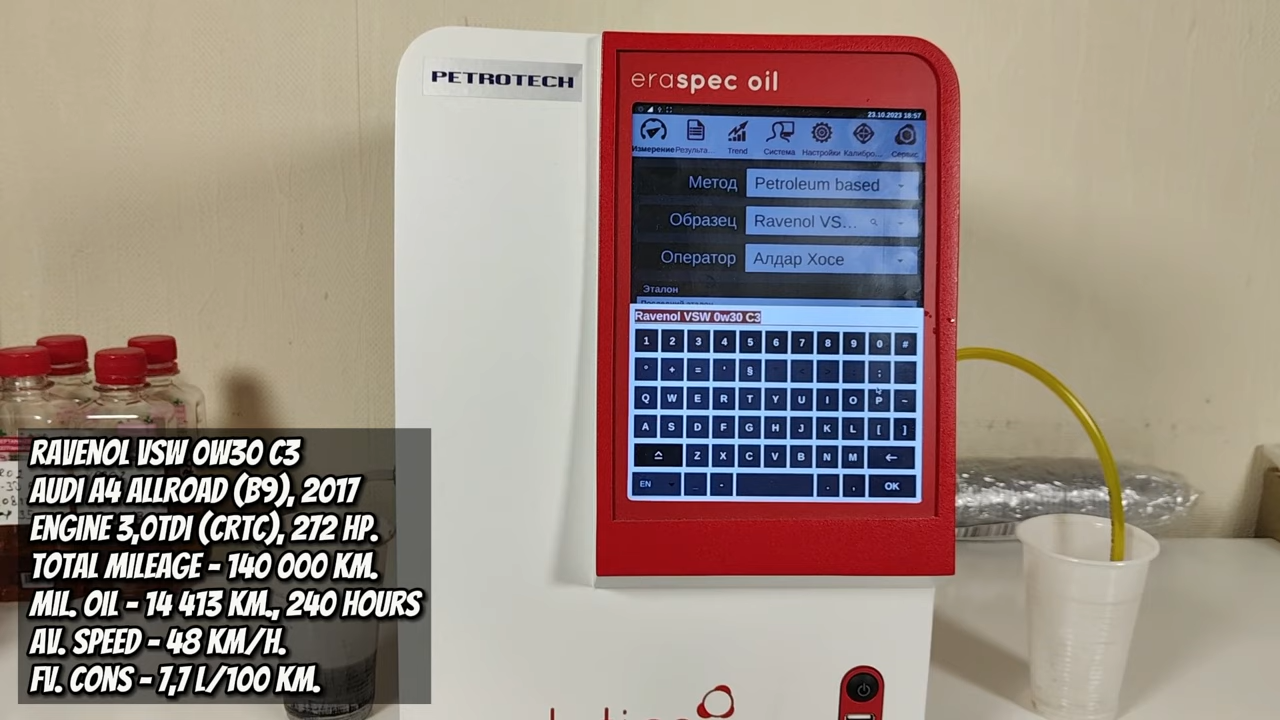 PETROTECH
eraspec oil
23.10.2023 18:57
Измерение Результа... Trend Система Настройки Калибро... Сервис
Метод Petroleum based
Образец Ravenol VS...
Оператор Алдар Хосе
Эталон
Ravenol VSW 0w30 C3
1 2 3 4 5 6 7 8 9 0 #
° + = ' § < > ;
Q W E R T Y U I O P ~
A S D F G H J K L [ ]
Z X C V B N M ←
EN _ - . , OK
RAVENOL VSW 0W30 C3
AUDI A4 ALLROAD (B9), 2017
ENGINE 3,0TDI (CRTC), 272 HP.
TOTAL MILEAGE - 140 000 KM.
MIL. OIL - 14 413 KM., 240 HOURS
AV. SPEED - 48 KM/H.
FV. CONS - 7,7 L/100 KM.